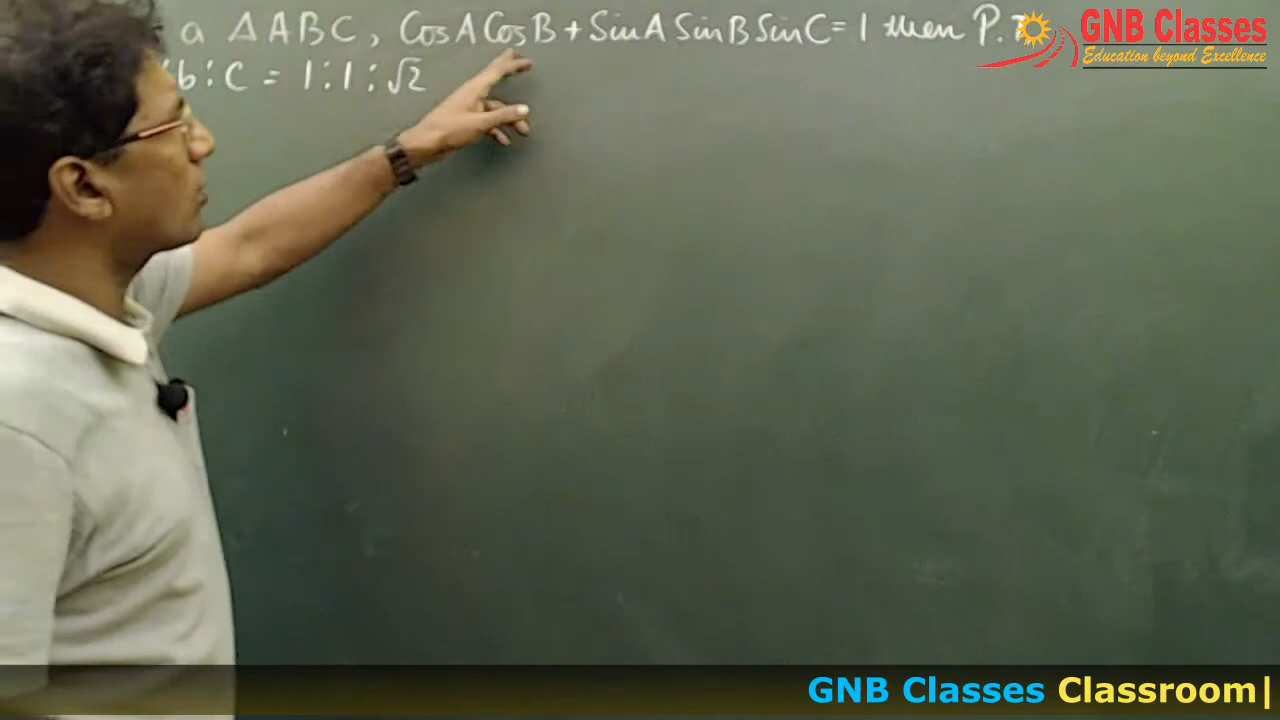 a ΔABC, CosA CosB + SinA SinB SinC = 1 then P.T
b : C = 1 : 1 : √2
GNB Classes
Education beyond Excellence
GNB Classes Classroom|